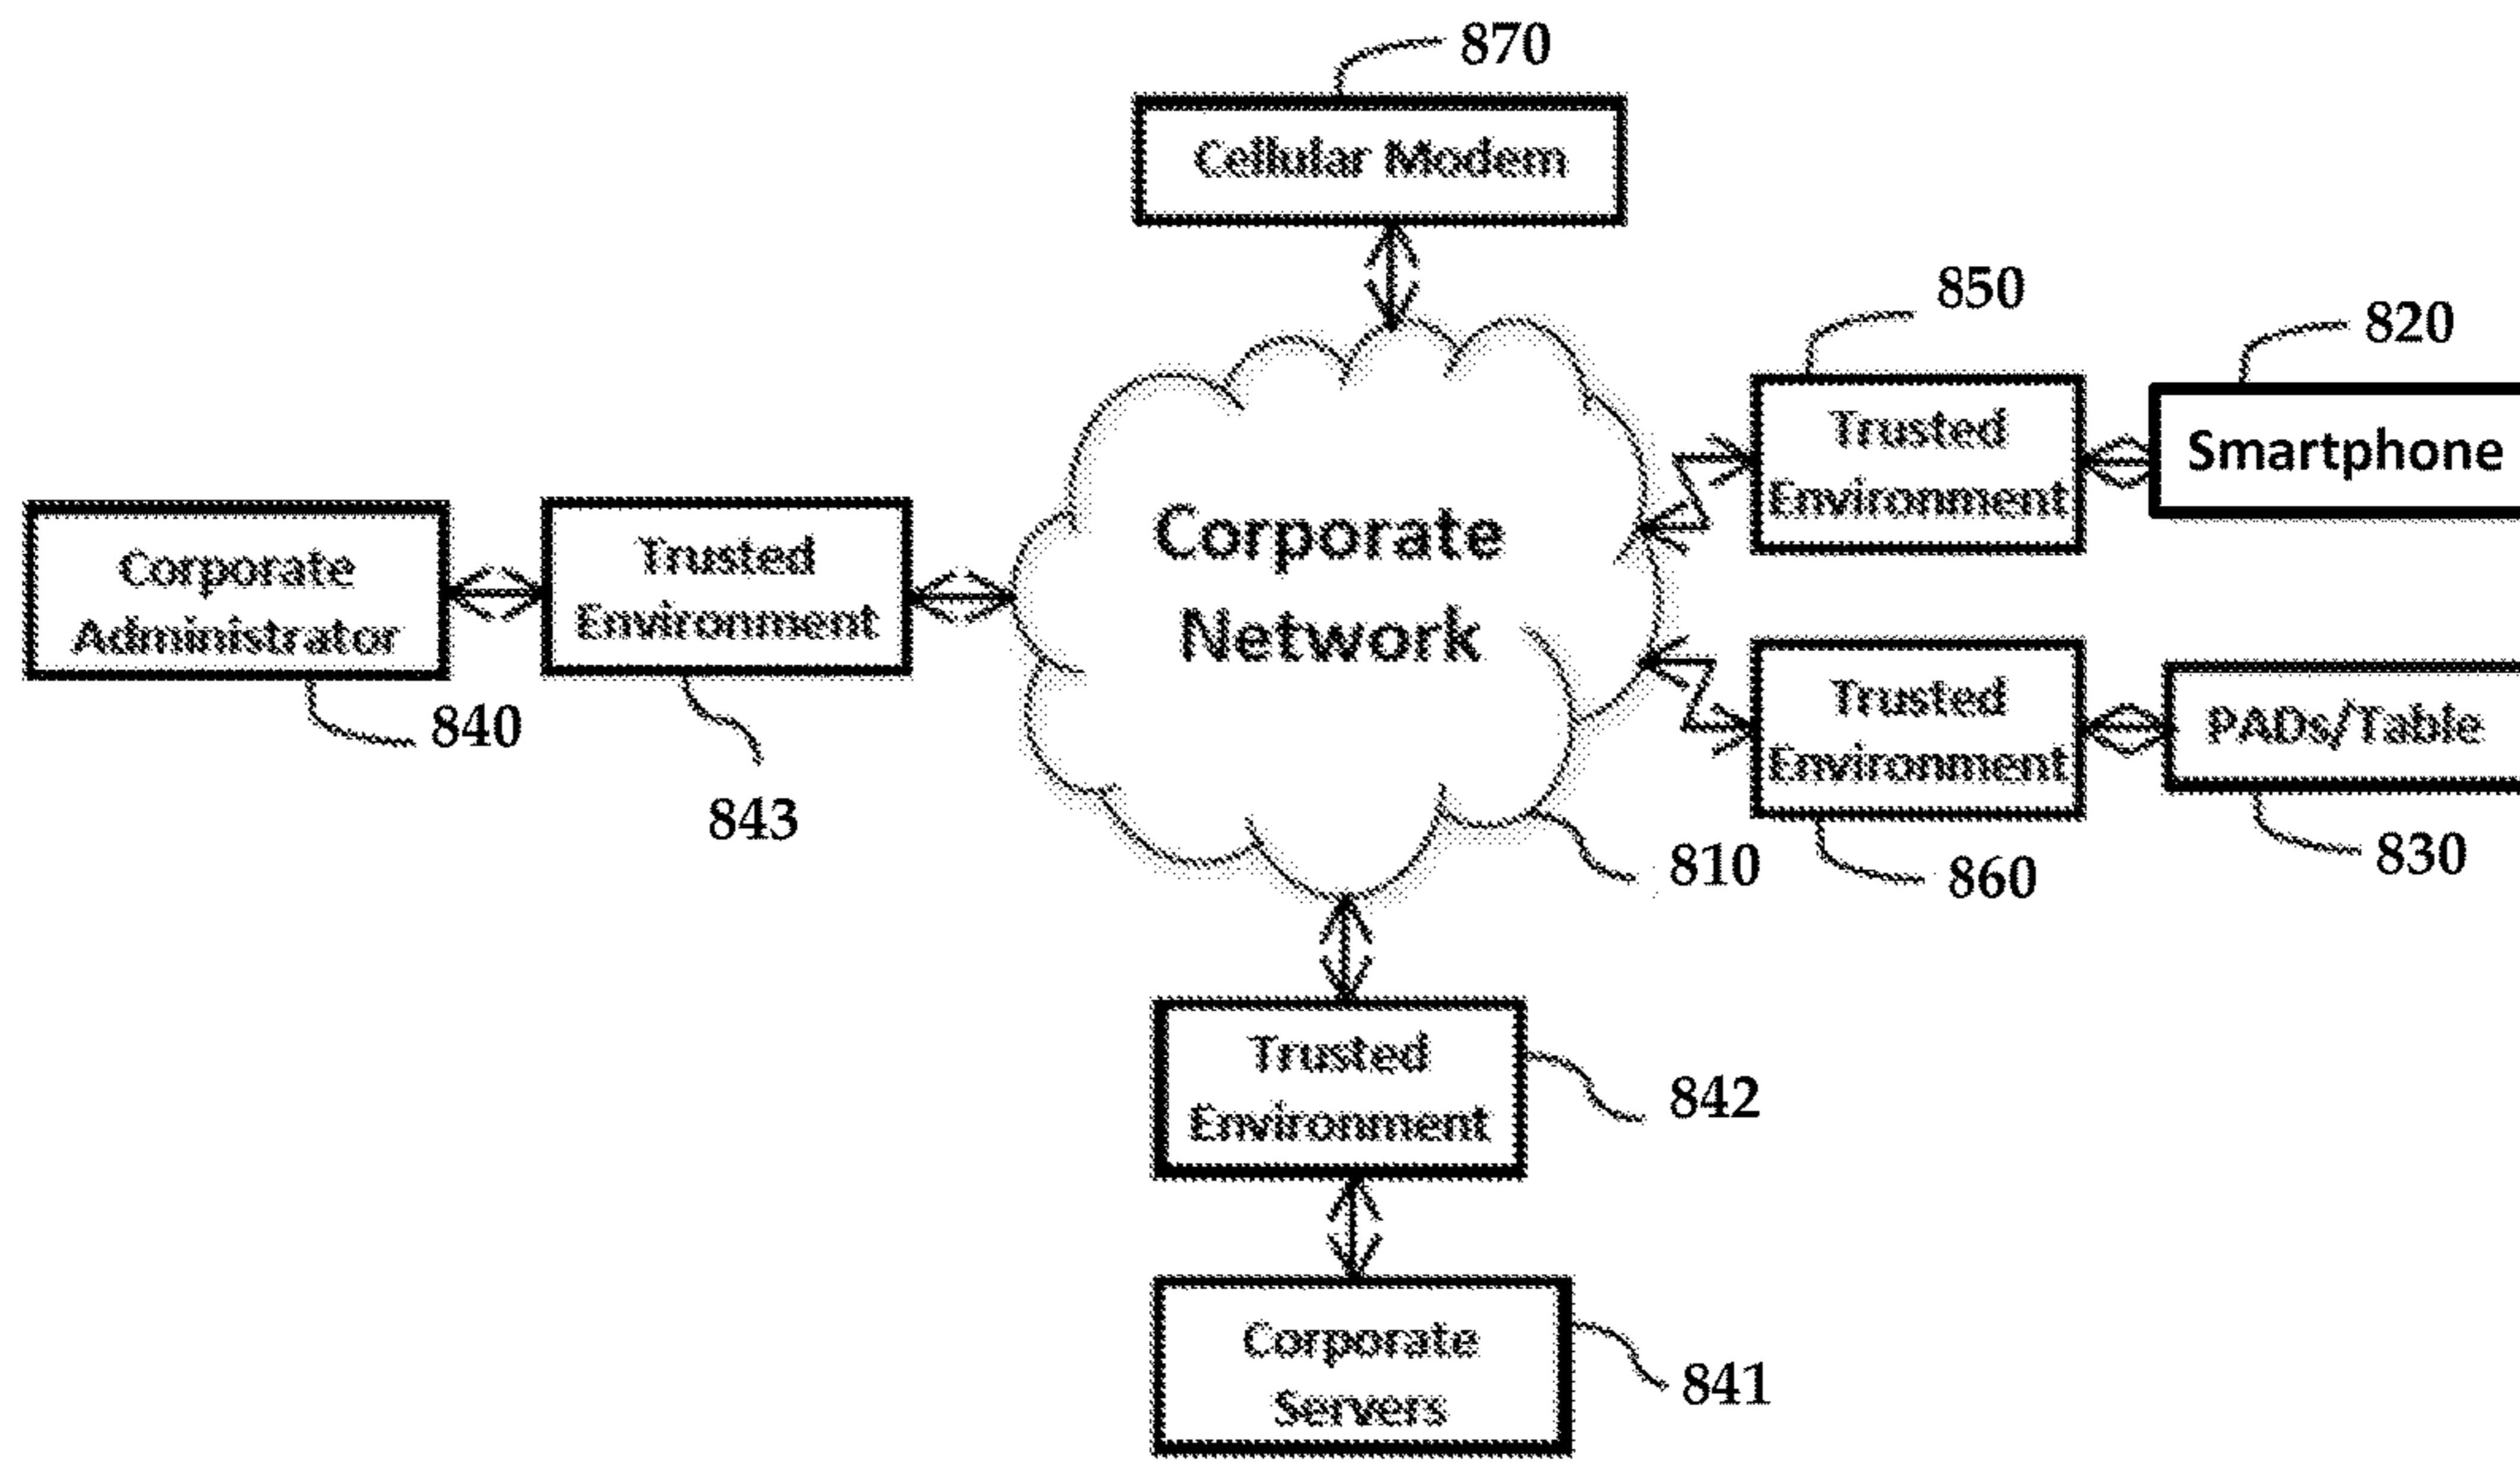 870
Cellular Modem
850
820
Trusted
Environment
Smartphone
Corporate
Administrator
Trusted
Environment
Corporate
Network
Trusted
Environment
PADs/Table
840
843
810
860
830
Trusted
Environment
842
Corporate
Servers
841